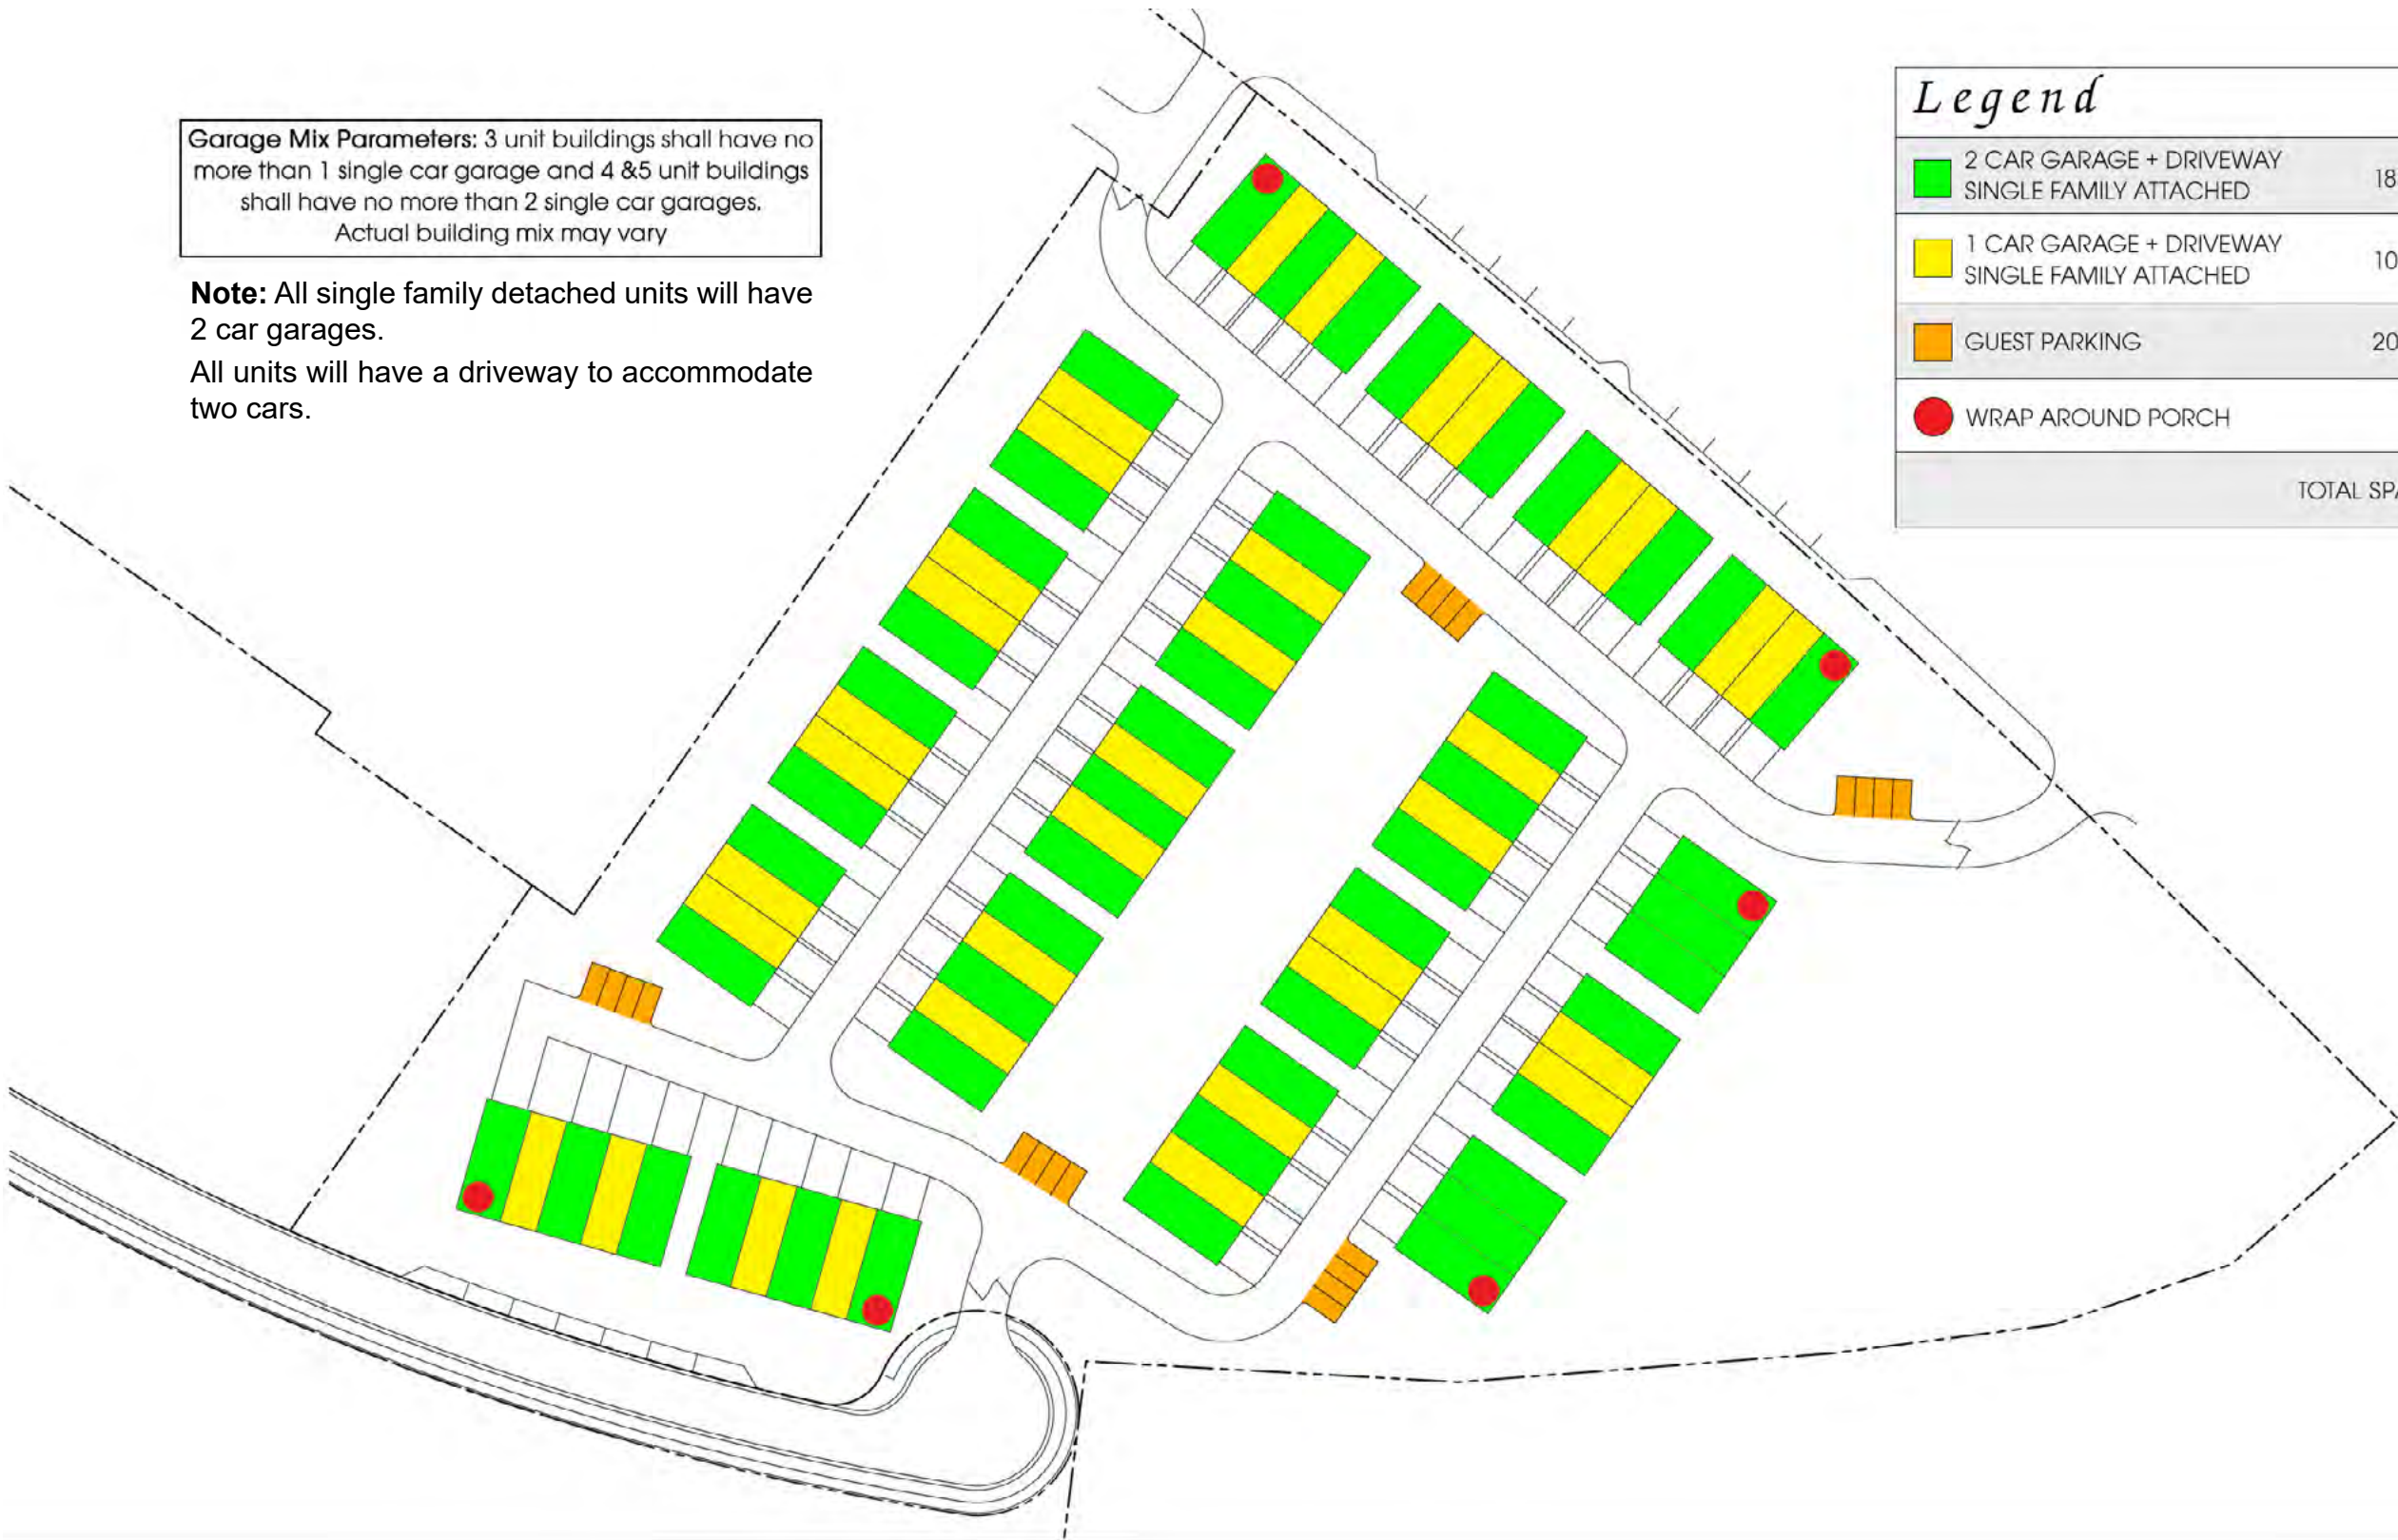 Garage Mix Parameters: 3 unit buildings shall have no
more than 1 single car garage and 4 &5 unit buildings
shall have no more than 2 single car garages.
Actual building mix may vary
Note: All single family detached units will have
2 car garages.
All units will have a driveway to accommodate
two cars.
Legend
2 CAR GARAGE + DRIVEWAY
SINGLE FAMILY ATTACHED
18
1 CAR GARAGE + DRIVEWAY
SINGLE FAMILY ATTACHED
10
GUEST PARKING 20
WRAP AROUND PORCH
TOTAL SPA